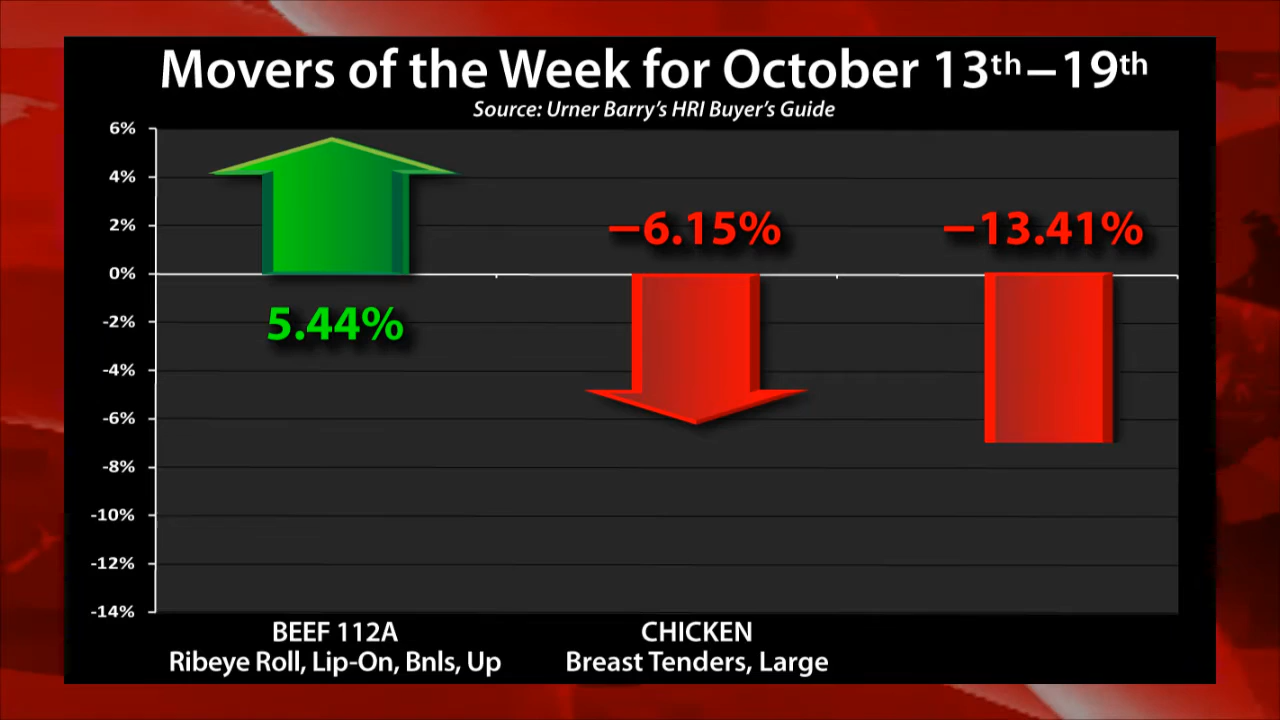 Movers of the Week for October 13th–19th
Source: Urner Barry's HRI Buyer's Guide
6%
4%
2%
0%
-2%
-4%
-6%
-8%
-10%
-12%
-14%
5.44%
–6.15%
–13.41%
BEEF 112A
Ribeye Roll, Lip-On, Bnls, Up
CHICKEN
Breast Tenders, Large